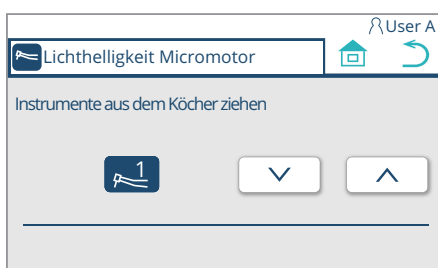 User A
Lichthelligkeit Micromotor
Instrumente aus dem Köcher ziehen
1